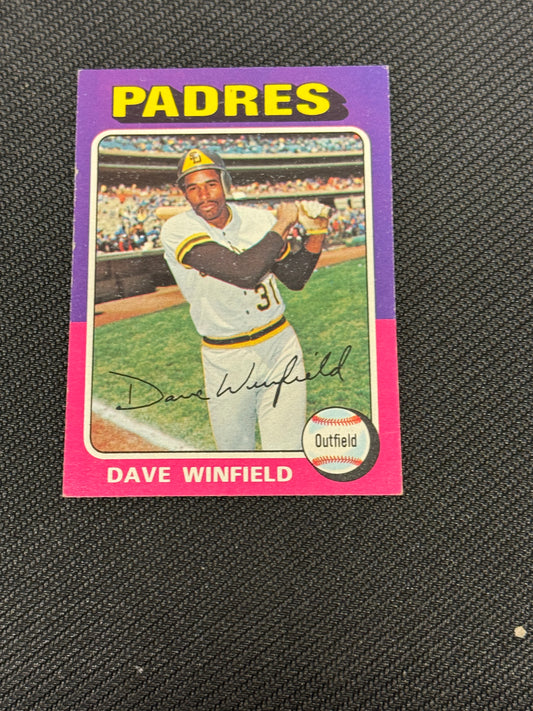 PADRES
SD
31
Dave Winfield
Outfield
DAVE WINFIELD